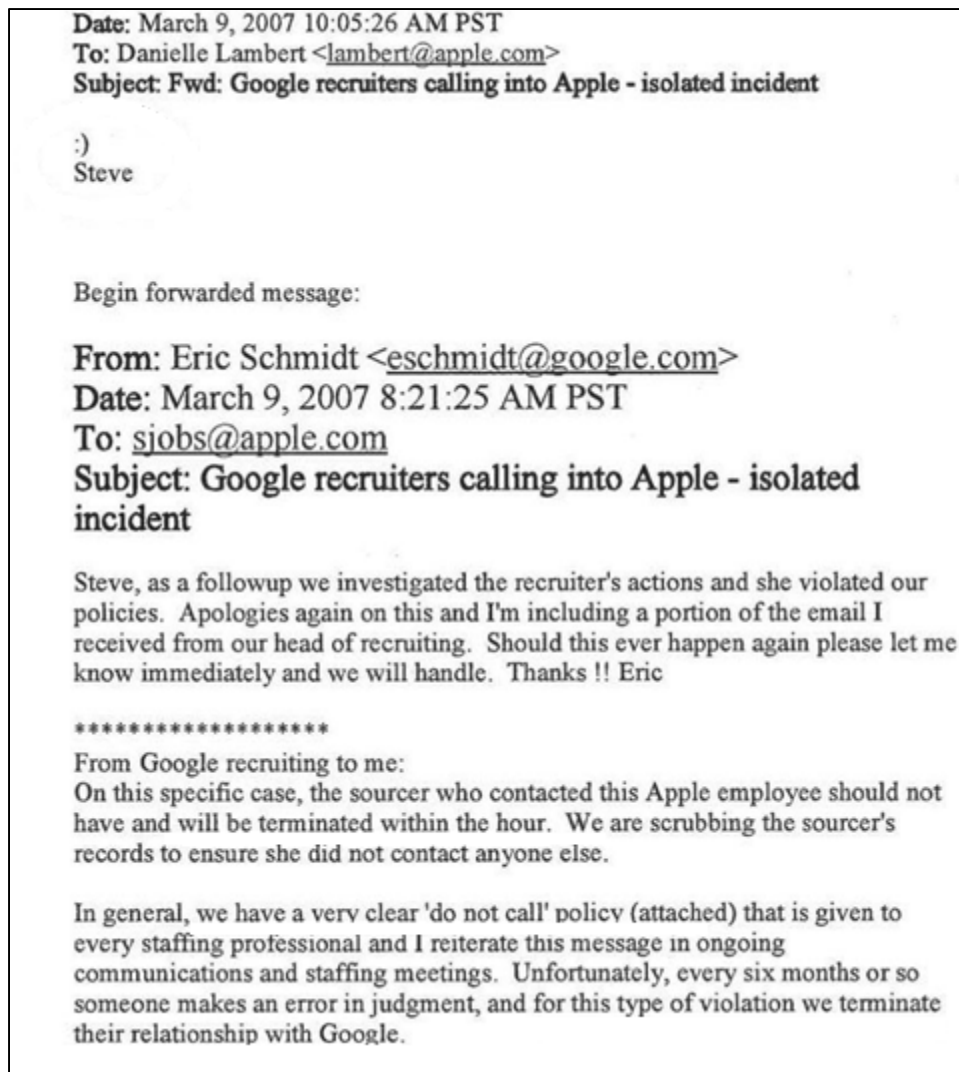 Date: March 9, 2007 10:05:26 AM PST
To: Danielle Lambert <lambert@apple.com>
Subject: Fwd: Google recruiters calling into Apple - isolated incident
:)
Steve
Begin forwarded message:
From: Eric Schmidt <eschmidt@google.com>
Date: March 9, 2007 8:21:25 AM PST
To: sjobs@apple.com
Subject: Google recruiters calling into Apple - isolated
incident
Steve, as a followup we investigated the recruiter's actions and she violated our
policies. Apologies again on this and I'm including a portion of the email I
received from our head of recruiting. Should this ever happen again please let me
know immediately and we will handle. Thanks !! Eric
*******************
From Google recruiting to me:
On this specific case, the sourcer who contacted this Apple employee should not
have and will be terminated within the hour. We are scrubbing the sourcer's
records to ensure she did not contact anyone else.
In general, we have a very clear 'do not call' policy (attached) that is given to
every staffing professional and I reiterate this message in ongoing
communications and staffing meetings. Unfortunately, every six months or so
someone makes an error in judgment, and for this type of violation we terminate
their relationship with Google.